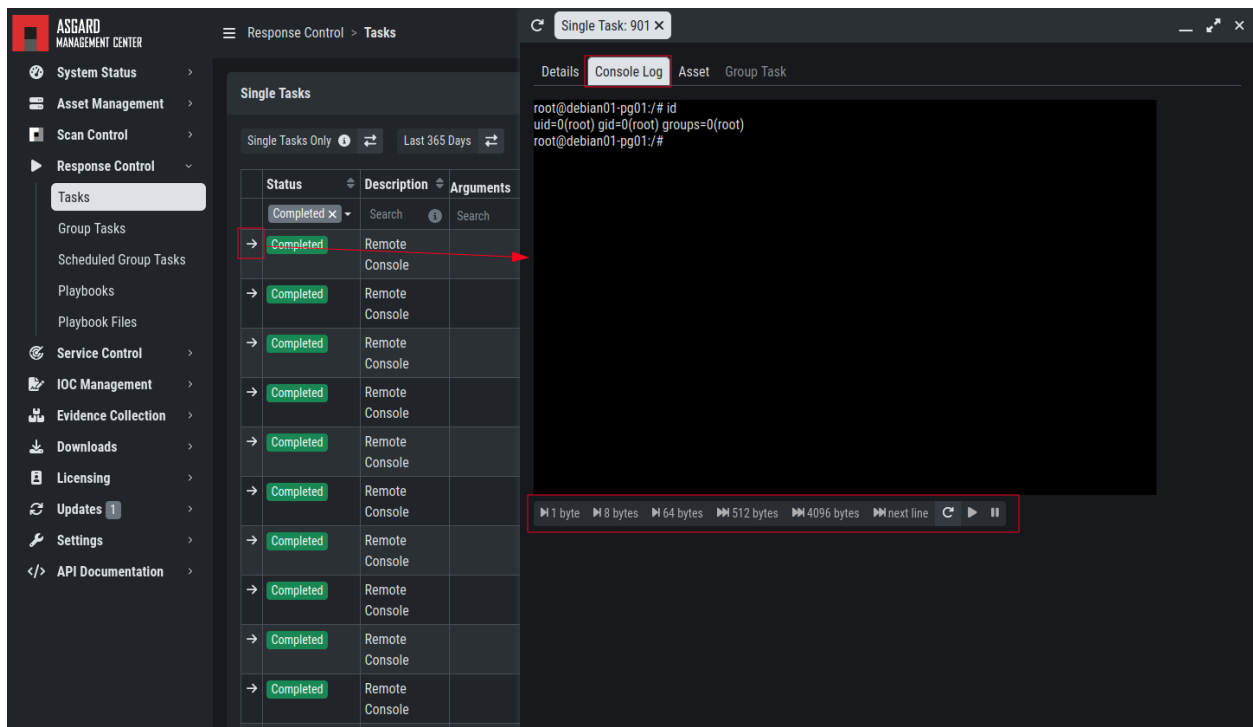 ASGARD
MANAGEMENT CENTER
System Status
Asset Management
Scan Control
Response Control
Tasks
Group Tasks
Scheduled Group Tasks
Playbooks
Playbook Files
Service Control
IOC Management
Evidence Collection
Downloads
Licensing
Updates 1
Settings
API Documentation
Response Control > Tasks
Single Tasks
Single Tasks Only Last 365 Days
Status Description Arguments
Completed Search Search
Completed Remote
Console
Completed Remote
Console
Completed Remote
Console
Completed Remote
Console
Completed Remote
Console
Completed Remote
Console
Completed Remote
Console
Completed Remote
Console
Completed Remote
Console
Completed Remote
Console
Single Task: 901
Details Console Log Asset Group Task
root@debian01-pg01:/# id
uid=0(root) gid=0(root) groups=0(root)
root@debian01-pg01:/#
1 byte 8 bytes 64 bytes 512 bytes 4096 bytes next line